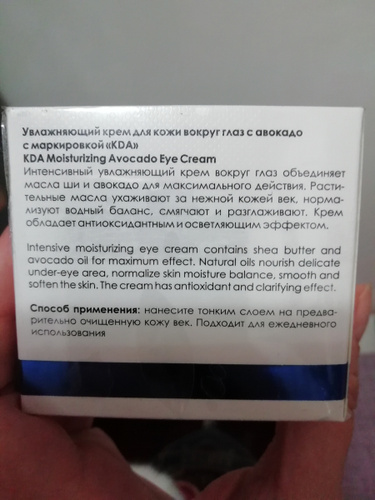 Увлажняющий крем для кожи вокруг глаз с авокадо
с маркировкой «KDA»
KDA Moisturizing Avocado Eye Cream
Интенсивный увлажняющий крем вокруг глаз объединяет
масла ши и авокадо для максимального действия. Расти-
тельные масла ухаживают за нежной кожей век, норма-
лизуют водный баланс, смягчают и разглаживают. Крем
обладает антиоксидантным и осветляющим эффектом.
Intensive moisturizing eye cream contains shea butter and
avocado oil for maximum effect. Natural oils nourish delicate
under-eye area, normalize skin moisture balance, smooth and
soften the skin. The cream has antioxidant and clarifying effect.
Способ применения: нанесите тонким слоем на предва-
рительно очищенную кожу век. Подходит для ежедневного
использования